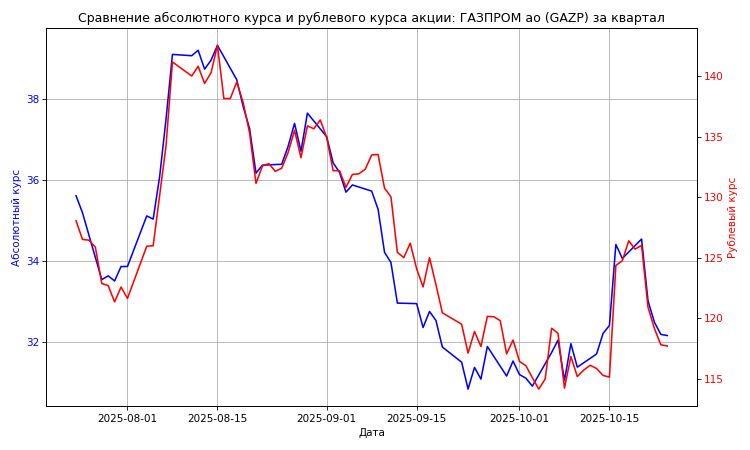 Сравнение абсолютного курса и рублевого курса акции: ГАЗПРОМ ао (GAZP) за квартал
Абсолютный курс
38
36
34
32
140
135
130
125
120
115
Рублевый курс
2025-08-01 2025-08-15 2025-09-01 2025-09-15 2025-10-01 2025-10-15
Дата